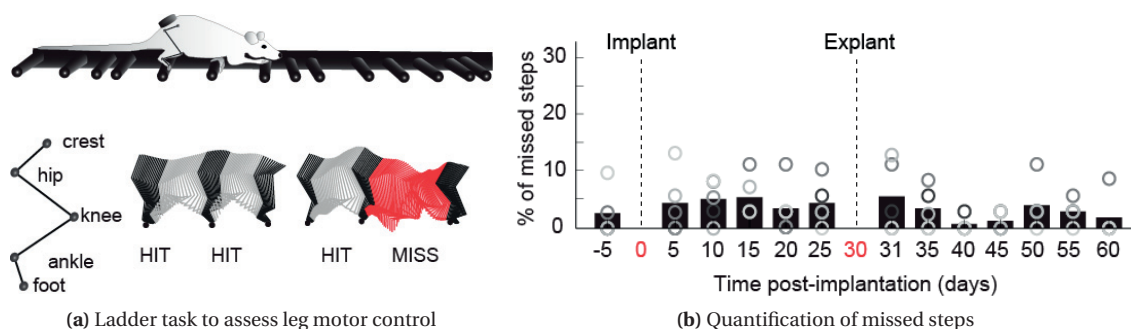 crest
hip
knee
ankle
foot
HIT HIT HIT MISS
(a) Ladder task to assess leg motor control
Implant Explant
% of missed steps
30
20
10
0
-5 0 5 10 15 20 25 30 31 35 40 45 50 55 60
Time post-implantation (days)
(b) Quantification of missed steps